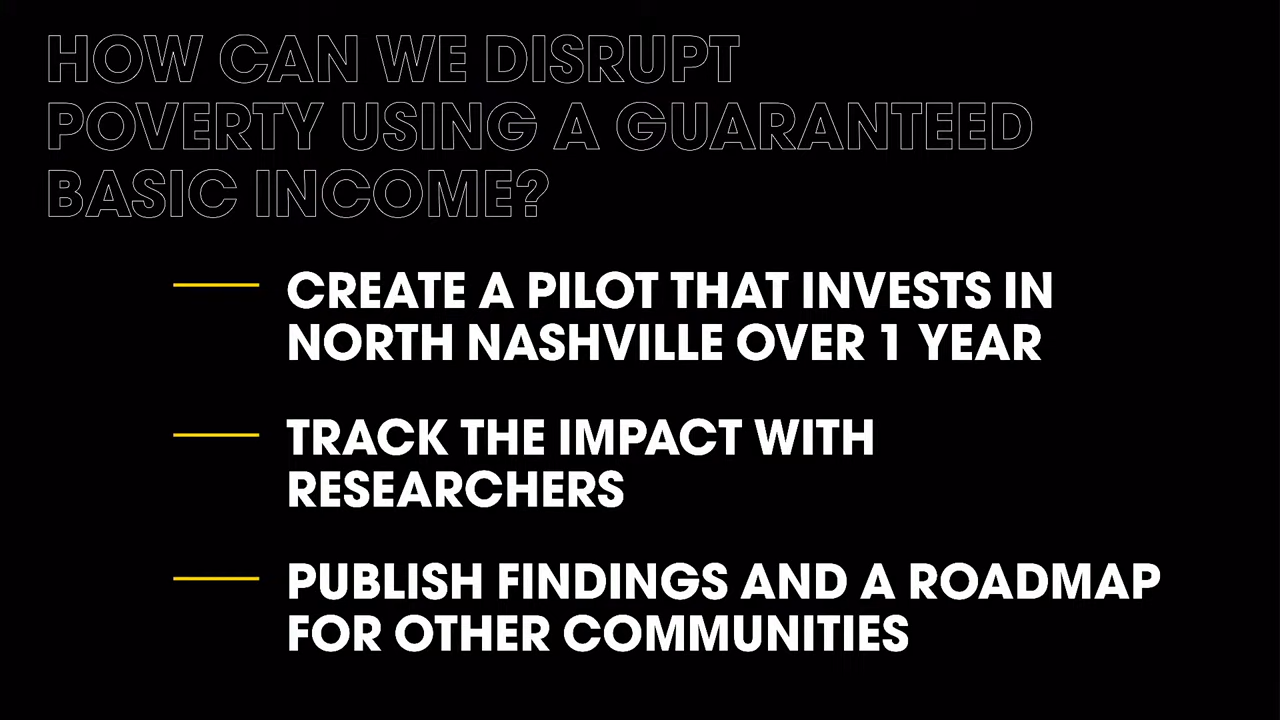 HOW CAN WE DISRUPT
POVERTY USING A GUARANTEED
BASIC INCOME?
CREATE A PILOT THAT INVESTS IN
NORTH NASHVILLE OVER 1 YEAR
TRACK THE IMPACT WITH
RESEARCHERS
PUBLISH FINDINGS AND A ROADMAP
FOR OTHER COMMUNITIES